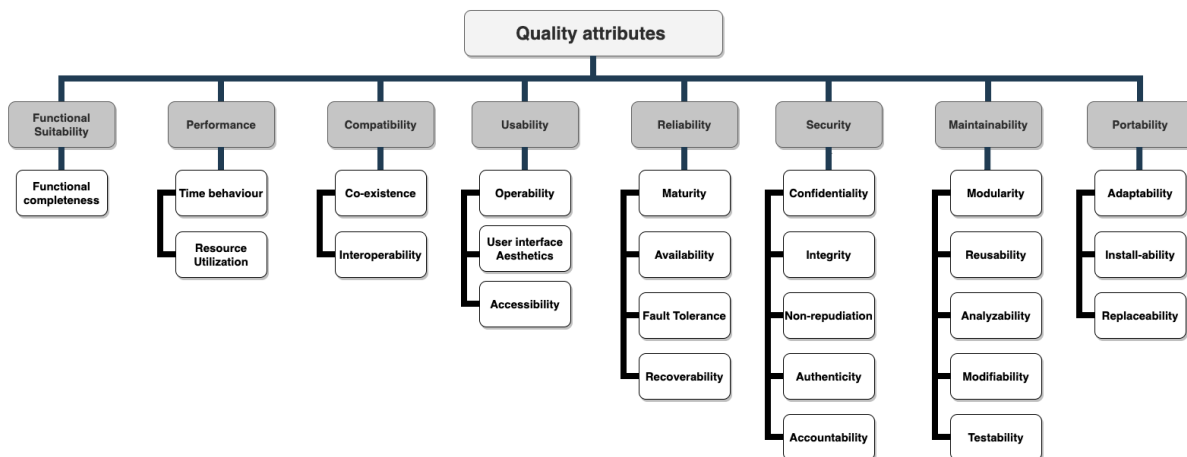 Quality attributes
Functional
Suitability
Performance
Compatibility
Usability
Reliability
Security
Maintainability
Portability
Functional
completeness
Time behaviour
Resource
Utilization
Co-existence
Interoperability
Operability
User interface
Aesthetics
Accessibility
Maturity
Availability
Fault Tolerance
Recoverability
Confidentiality
Integrity
Non-repudiation
Authenticity
Accountability
Modularity
Reusability
Analyzability
Modifiability
Testability
Adaptability
Install-ability
Replaceability